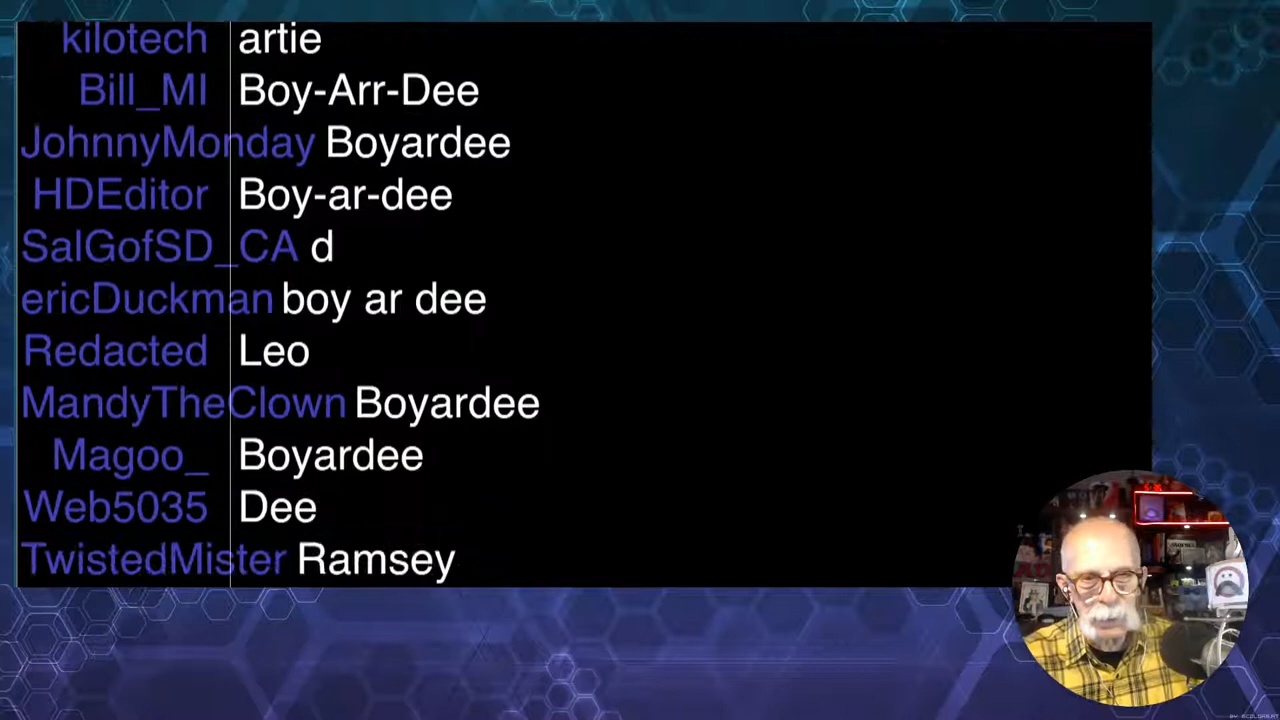 kilotech artie
Bill_MI Boy-Arr-Dee
JohnnyMonday Boyardee
HDEditor Boy-ar-dee
SalGofSD_CA d
ericDuckman boy ar dee
Redacted Leo
MandyTheClown Boyardee
Magoo_ Boyardee
Web5035 Dee
TwistedMister Ramsey